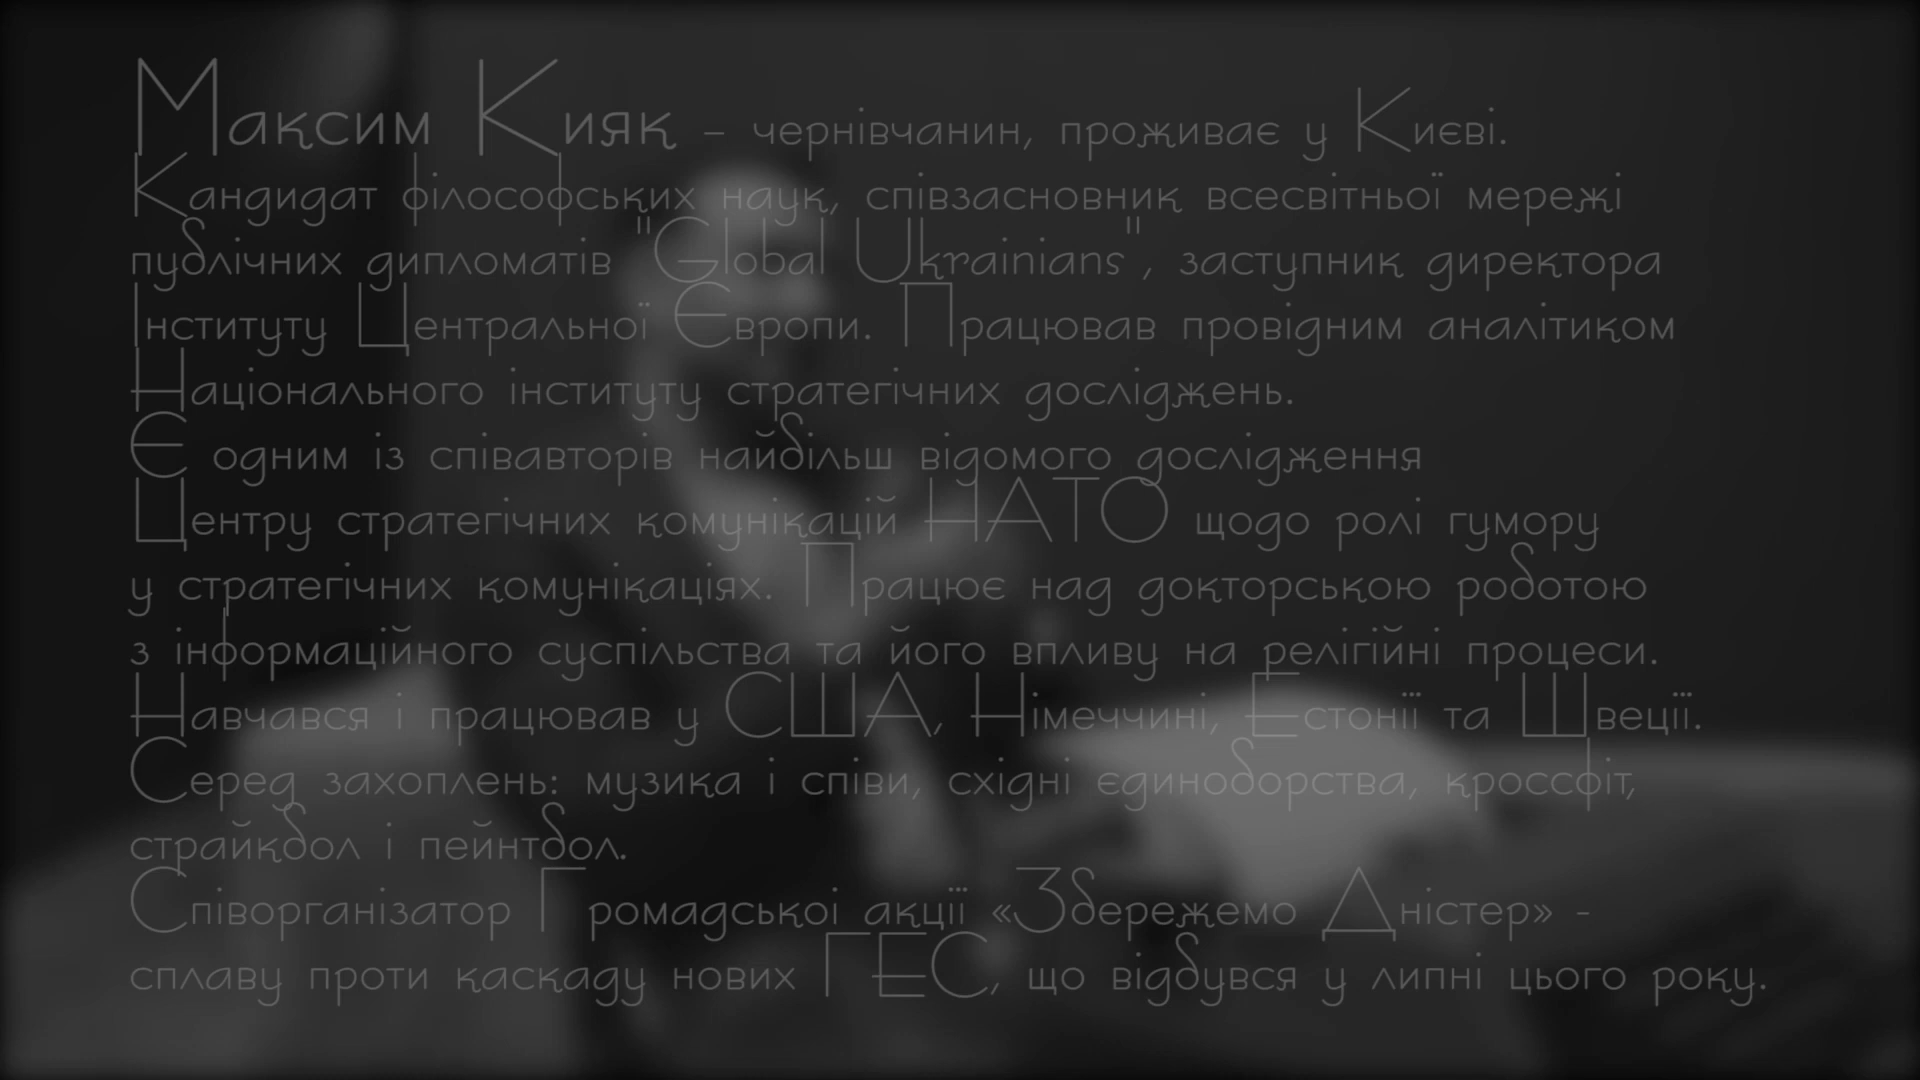 Максим Кияк – чернівчанин, проживає у Києві.
Кандидат філософських наук, співзасновник всесвітньої мережі
публічних дипломатів "Global Ukrainians", заступник директора
Інституту Центральної Європи. Працював провідним аналітиком
Національного інституту стратегічних досліджень.
Є одним із співавторів найбільш відомого дослідження
Центру стратегічних комунікацій НАТО щодо ролі гумору
у стратегічних комунікаціях. Працює над докторською роботою
з інформаційного суспільства та його впливу на релігійні процеси.
Навчався і працював у США, Німеччині, Естонії та Швеції.
Серед захоплень: музика і співи, східні єдиноборства, кроссфіт,
страйкбол і пейнтбол.
Співорганізатор Громадської акції «Збережемо Дністер» -
сплаву проти каскаду нових ГЕС, що відбувся у липні цього року.